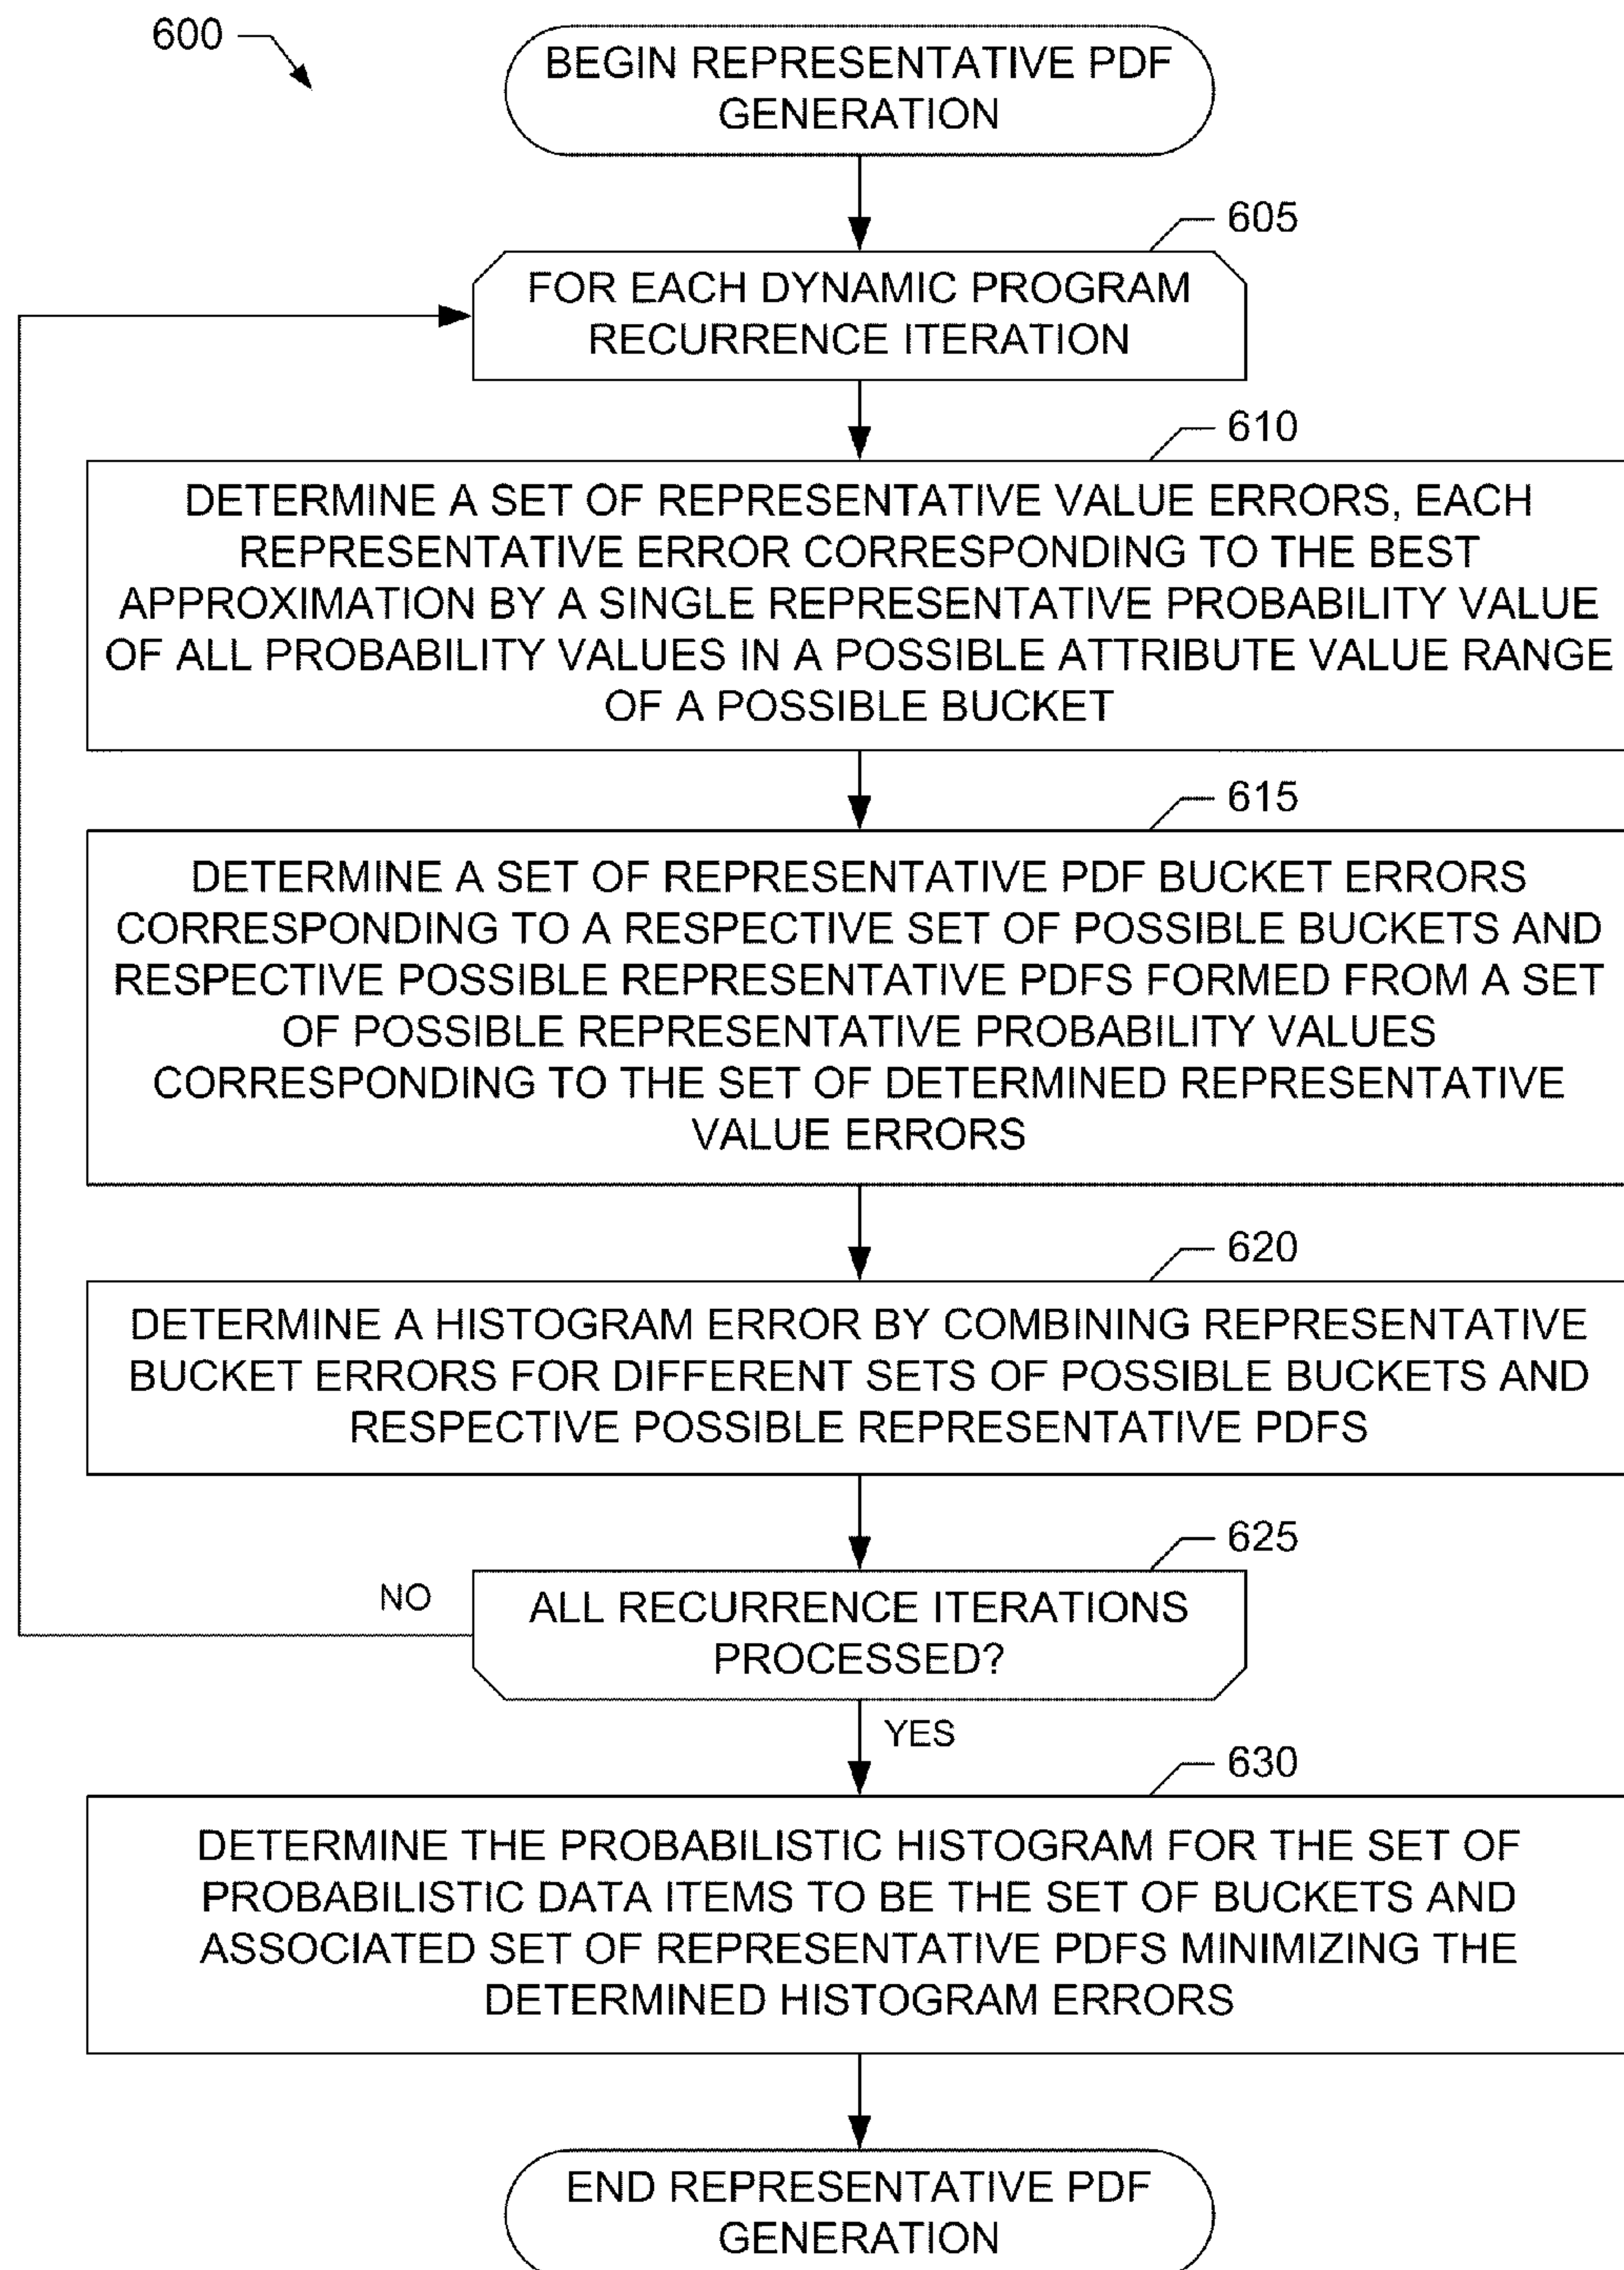 600
BEGIN REPRESENTATIVE PDF
GENERATION
605
FOR EACH DYNAMIC PROGRAM
RECURRENCE ITERATION
610
DETERMINE A SET OF REPRESENTATIVE VALUE ERRORS, EACH
REPRESENTATIVE ERROR CORRESPONDING TO THE BEST
APPROXIMATION BY A SINGLE REPRESENTATIVE PROBABILITY VALUE
OF ALL PROBABILITY VALUES IN A POSSIBLE ATTRIBUTE VALUE RANGE
OF A POSSIBLE BUCKET
615
DETERMINE A SET OF REPRESENTATIVE PDF BUCKET ERRORS
CORRESPONDING TO A RESPECTIVE SET OF POSSIBLE BUCKETS AND
RESPECTIVE POSSIBLE REPRESENTATIVE PDFS FORMED FROM A SET
OF POSSIBLE REPRESENTATIVE PROBABILITY VALUES
CORRESPONDING TO THE SET OF DETERMINED REPRESENTATIVE
VALUE ERRORS
620
DETERMINE A HISTOGRAM ERROR BY COMBINING REPRESENTATIVE
BUCKET ERRORS FOR DIFFERENT SETS OF POSSIBLE BUCKETS AND
RESPECTIVE POSSIBLE REPRESENTATIVE PDFS
625
NO
ALL RECURRENCE ITERATIONS
PROCESSED?
YES
630
DETERMINE THE PROBABILISTIC HISTOGRAM FOR THE SET OF
PROBABILISTIC DATA ITEMS TO BE THE SET OF BUCKETS AND
ASSOCIATED SET OF REPRESENTATIVE PDFS MINIMIZING THE
DETERMINED HISTOGRAM ERRORS
END REPRESENTATIVE PDF
GENERATION